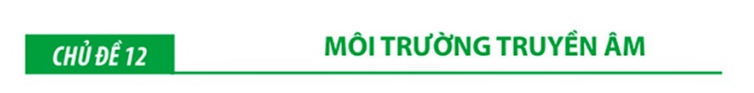 CHỦ ĐỀ 12
MÔI TRƯỜNG TRUYỀN ÂM